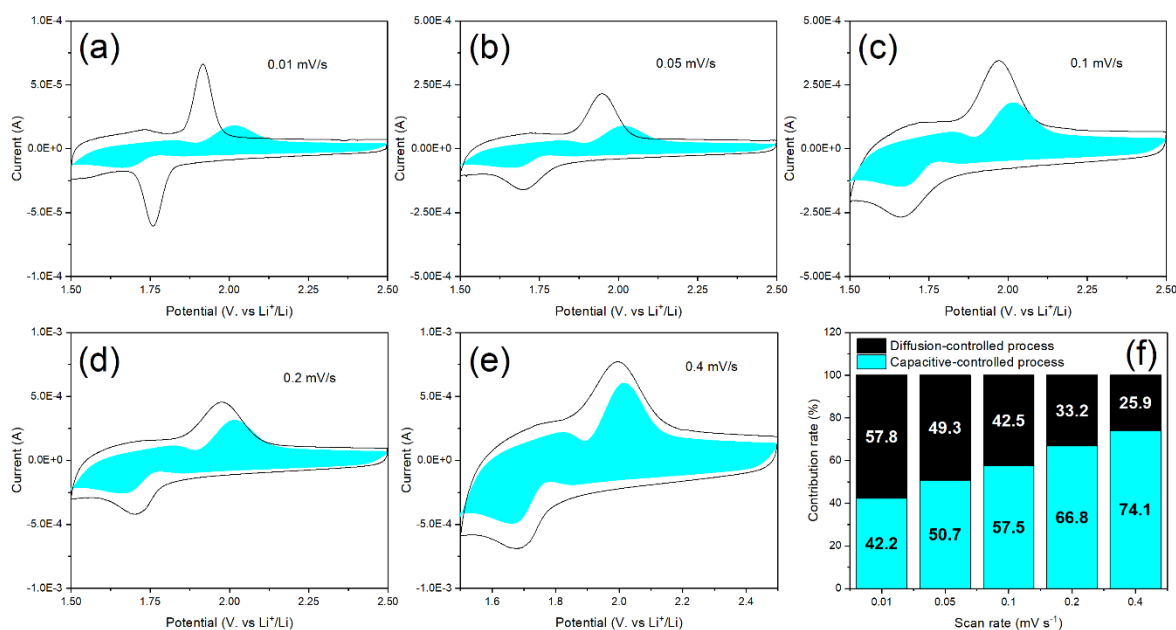 (a)
0.01 mV/s
1.0E-4
5.0E-5
0.00E+0
-5.0E-5
-1.0E-4
Current (A)
1.50
1.75
2.00
2.25
2.50
Potential (V. vs Li⁺/Li)
(b)
0.05 mV/s
5.00E-4
2.50E-4
0.00E+0
-2.50E-4
-5.00E-4
Current (A)
1.50
1.75
2.00
2.25
2.50
Potential (V. vs Li⁺/Li)
(c)
0.1 mV/s
5.00E-4
2.50E-4
0.00E+0
-2.50E-4
-5.00E-4
Current (A)
1.50
1.75
2.00
2.25
2.50
Potential (V. vs Li⁺/Li)
(d)
0.2 mV/s
1.0E-3
5.0E-4
0.0E+0
-5.0E-4
-1.0E-3
Current (A)
1.50
1.75
2.00
2.25
2.50
Potential (V. vs Li⁺/Li)
(e)
0.4 mV/s
1.0E-3
5.0E-4
0.00E+0
-5.0E-4
-1.0E-3
Current (A)
1.6
1.8
2.0
2.2
2.4
Potential (V. vs Li⁺/Li)
(f)
Diffusion-controlled process
Capacitive-controlled process
120
100
80
60
40
20
0
Contribution rate (%)
57.8
49.3
42.5
33.2
25.9
42.2
50.7
57.5
66.8
74.1
0.01
0.05
0.1
0.2
0.4
Scan rate (mV s⁻¹)